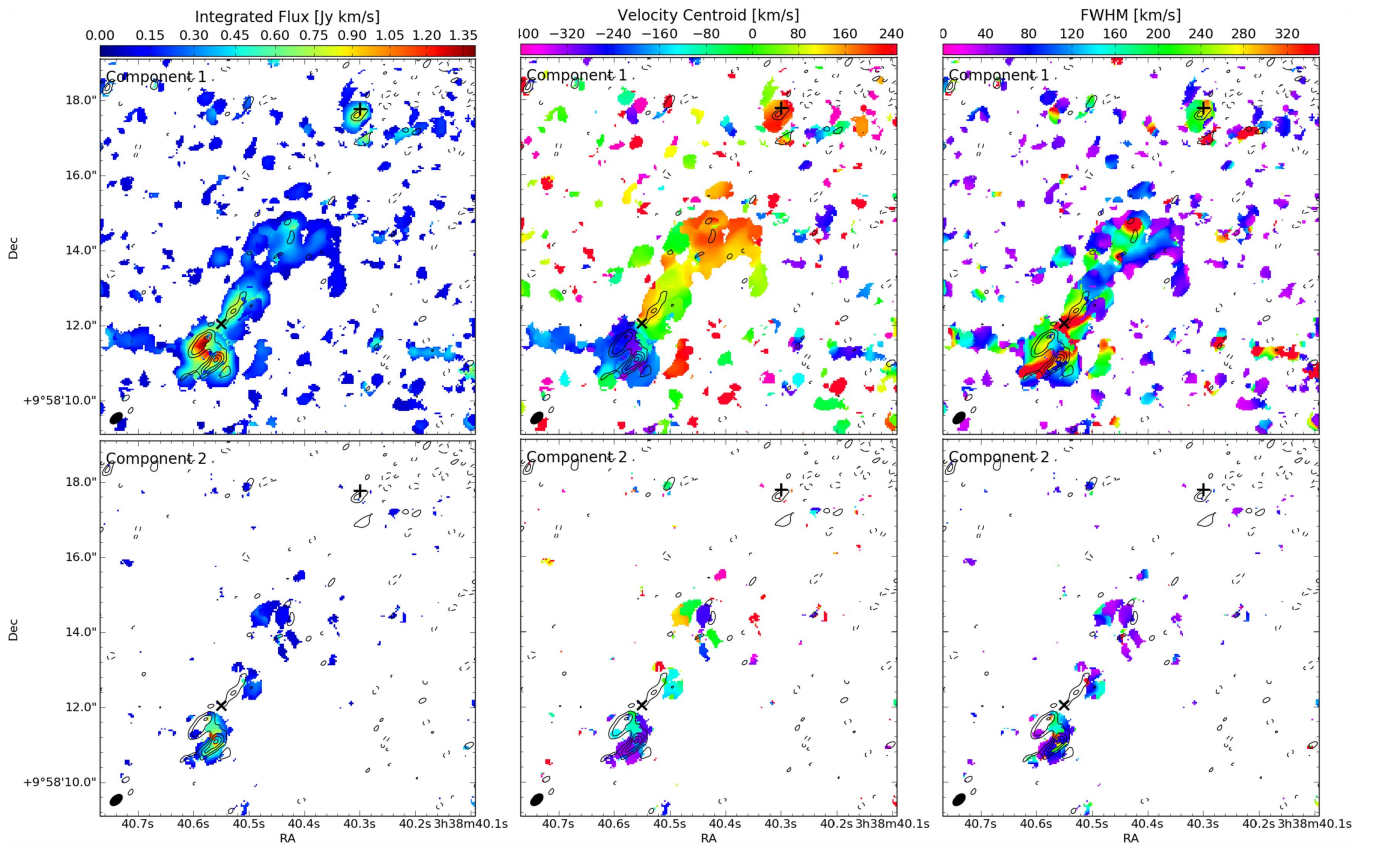 Integrated Flux [Jy km/s]
0.00 0.15 0.30 0.45 0.60 0.75 0.90 1.05 1.20 1.35
Velocity Centroid [km/s]
400 −320 −240 −160 −80 0 80 160 240
FWHM [km/s]
0 40 80 120 160 200 240 280 320
Component 1
Component 1
Component 1
Dec
18.0"
16.0"
14.0"
12.0"
+9°58'10.0"
Component 2
Component 2
Component 2
Dec
18.0"
16.0"
14.0"
12.0"
+9°58'10.0"
40.7s 40.6s 40.5s 40.4s 40.3s 40.2s 3h38m40.1s
RA
40.7s 40.6s 40.5s 40.4s 40.3s 40.2s 3h38m40.1s
RA
40.7s 40.6s 40.5s 40.4s 40.3s 40.2s 3h38m40.1s
RA